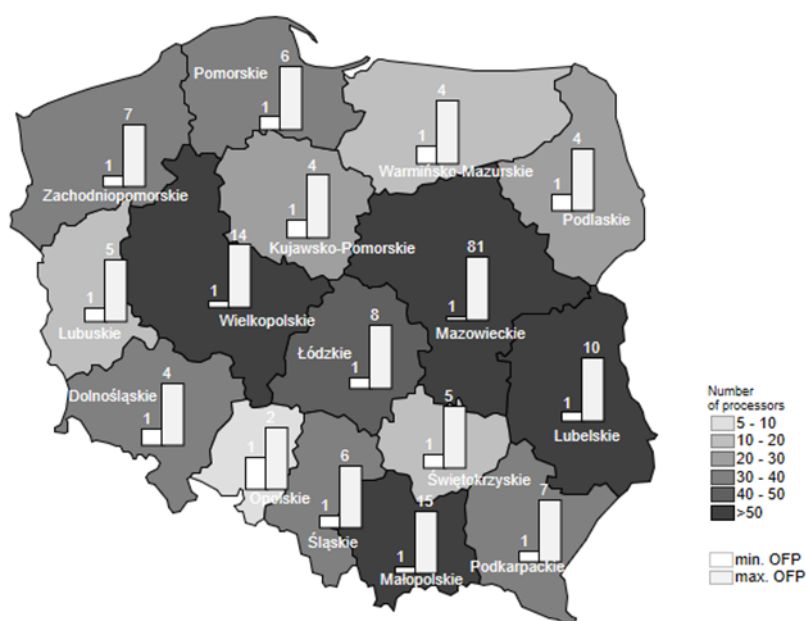 Pomorskie
6
1
7
1
Zachodniopomorskie
4
1
Warmińsko-Mazurskie
4
1
Podlaskie
4
1
Kujawsko-Pomorskie
5
1
Lubuskie
14
1
Wielkopolskie
81
1
Mazowieckie
8
1
Łódzkie
10
1
Lubelskie
4
1
Dolnośląskie
2
1
Opolskie
5
1
Świętokrzyskie
6
1
Śląskie
15
1
Małopolskie
7
1
Podkarpackie
Number
of processors
5 - 10
10 - 20
20 - 30
30 - 40
40 - 50
>50
min. OFP
max. OFP